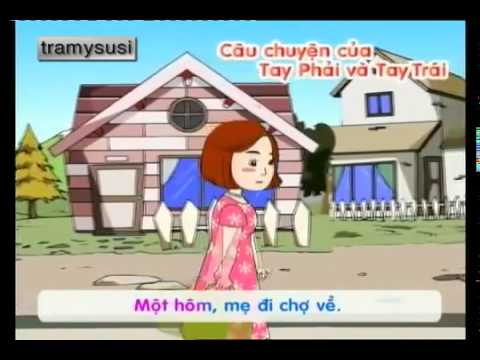 tramysusi
Câu chuyện của
Tay Phải và Tay Trái
Một hôm, mẹ đi chợ về.